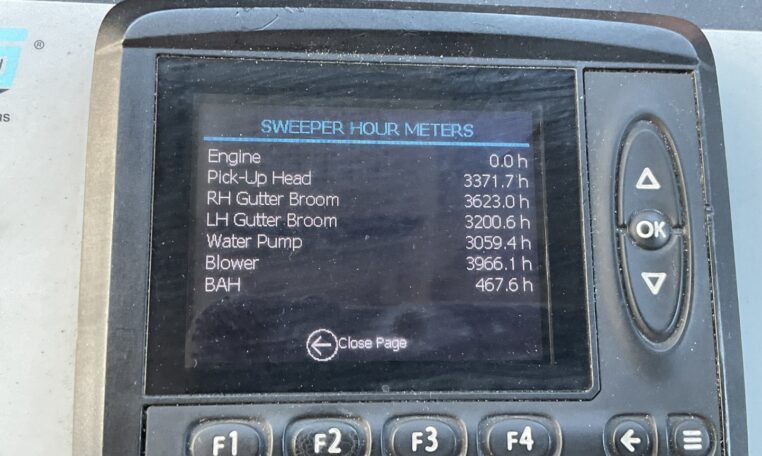 ®
SWEEPER HOUR METERS
Engine 0.0 h
Pick-Up Head 3371.7 h
RH Gutter Broom 3623.0 h
LH Gutter Broom 3200.6 h
Water Pump 3059.4 h
Blower 3966.1 h
BAH 467.6 h
Close Page
OK
F1 F2 F3 F4